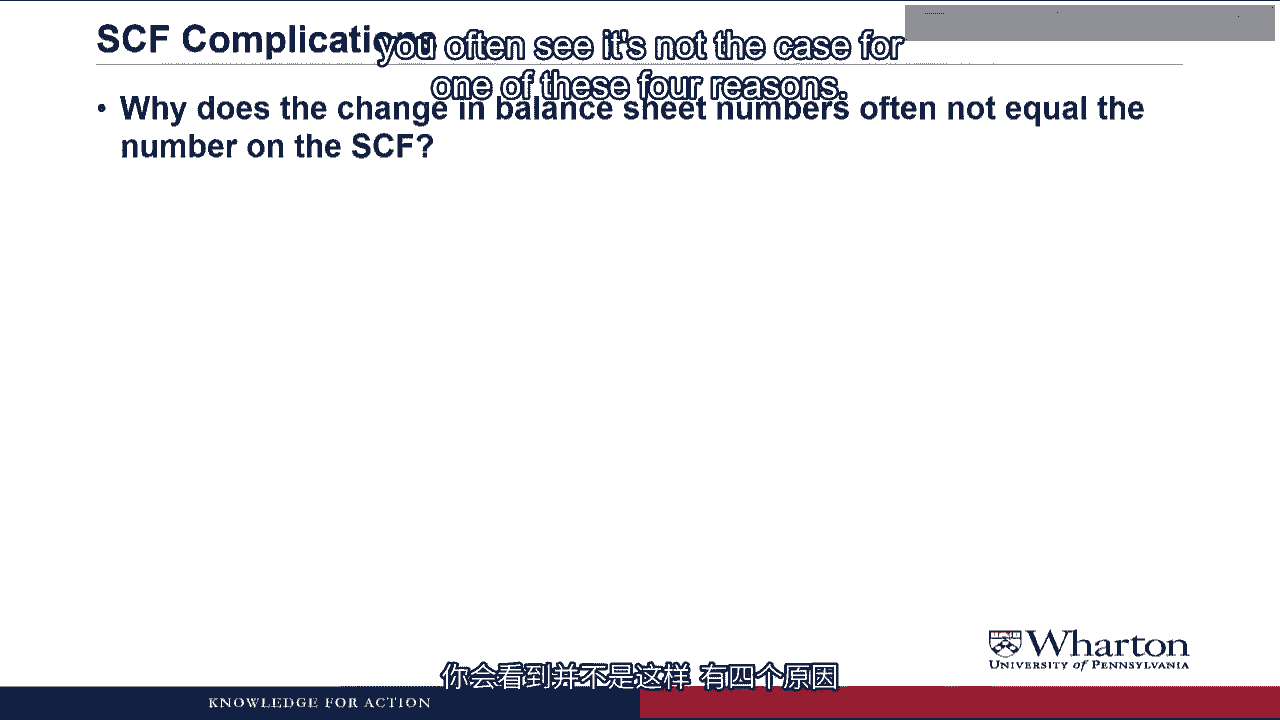 SCF Complications
you often see it's not the case for
one of these four reasons.
• Why does the change in balance sheet numbers often not equal the
number on the SCF?
Wharton
UNIVERSITY of PENNSYLVANIA
你会看到并不是这样 有四个原因
KNOWLEDGE FOR ACTION